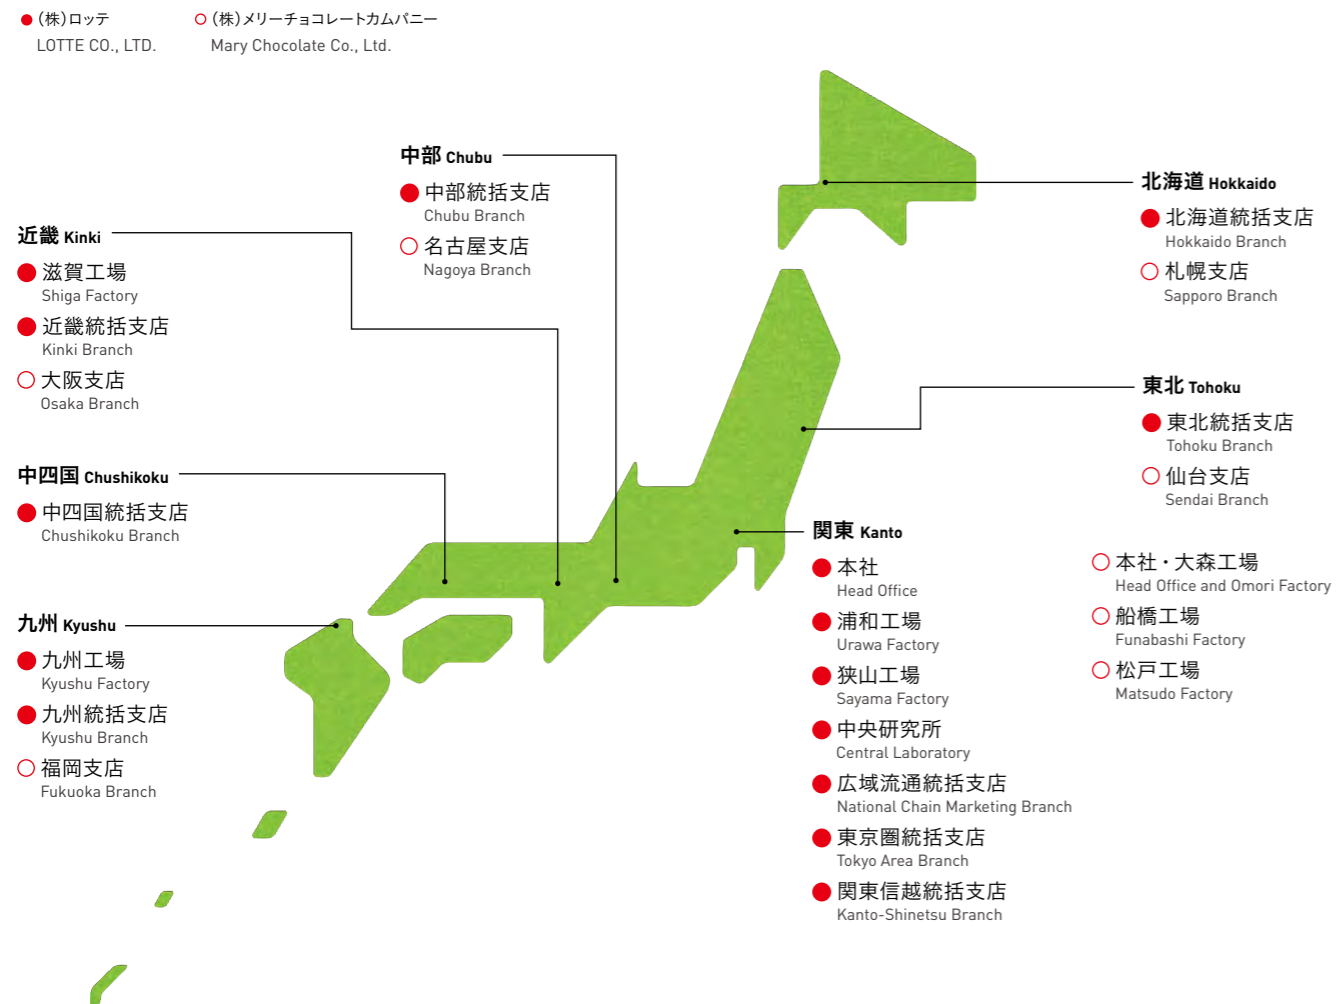 (株)ロッテ
LOTTE CO., LTD.
(株)メリーチョコレートカムパニー
Mary Chocolate Co., Ltd.
中部 Chubu
中部統括支店
Chubu Branch
名古屋支店
Nagoya Branch
近畿 Kinki
滋賀工場
Shiga Factory
近畿統括支店
Kinki Branch
大阪支店
Osaka Branch
中四国 Chushikoku
中四国統括支店
Chushikoku Branch
九州 Kyushu
九州工場
Kyushu Factory
九州統括支店
Kyushu Branch
福岡支店
Fukuoka Branch
北海道 Hokkaido
北海道統括支店
Hokkaido Branch
札幌支店
Sapporo Branch
東北 Tohoku
東北統括支店
Tohoku Branch
仙台支店
Sendai Branch
関東 Kanto
本社
Head Office
浦和工場
Urawa Factory
狭山工場
Sayama Factory
中央研究所
Central Laboratory
広域流通統括支店
National Chain Marketing Branch
東京圏統括支店
Tokyo Area Branch
関東信越統括支店
Kanto-Shinetsu Branch
本社・大森工場
Head Office and Omori Factory
船橋工場
Funabashi Factory
松戸工場
Matsudo Factory